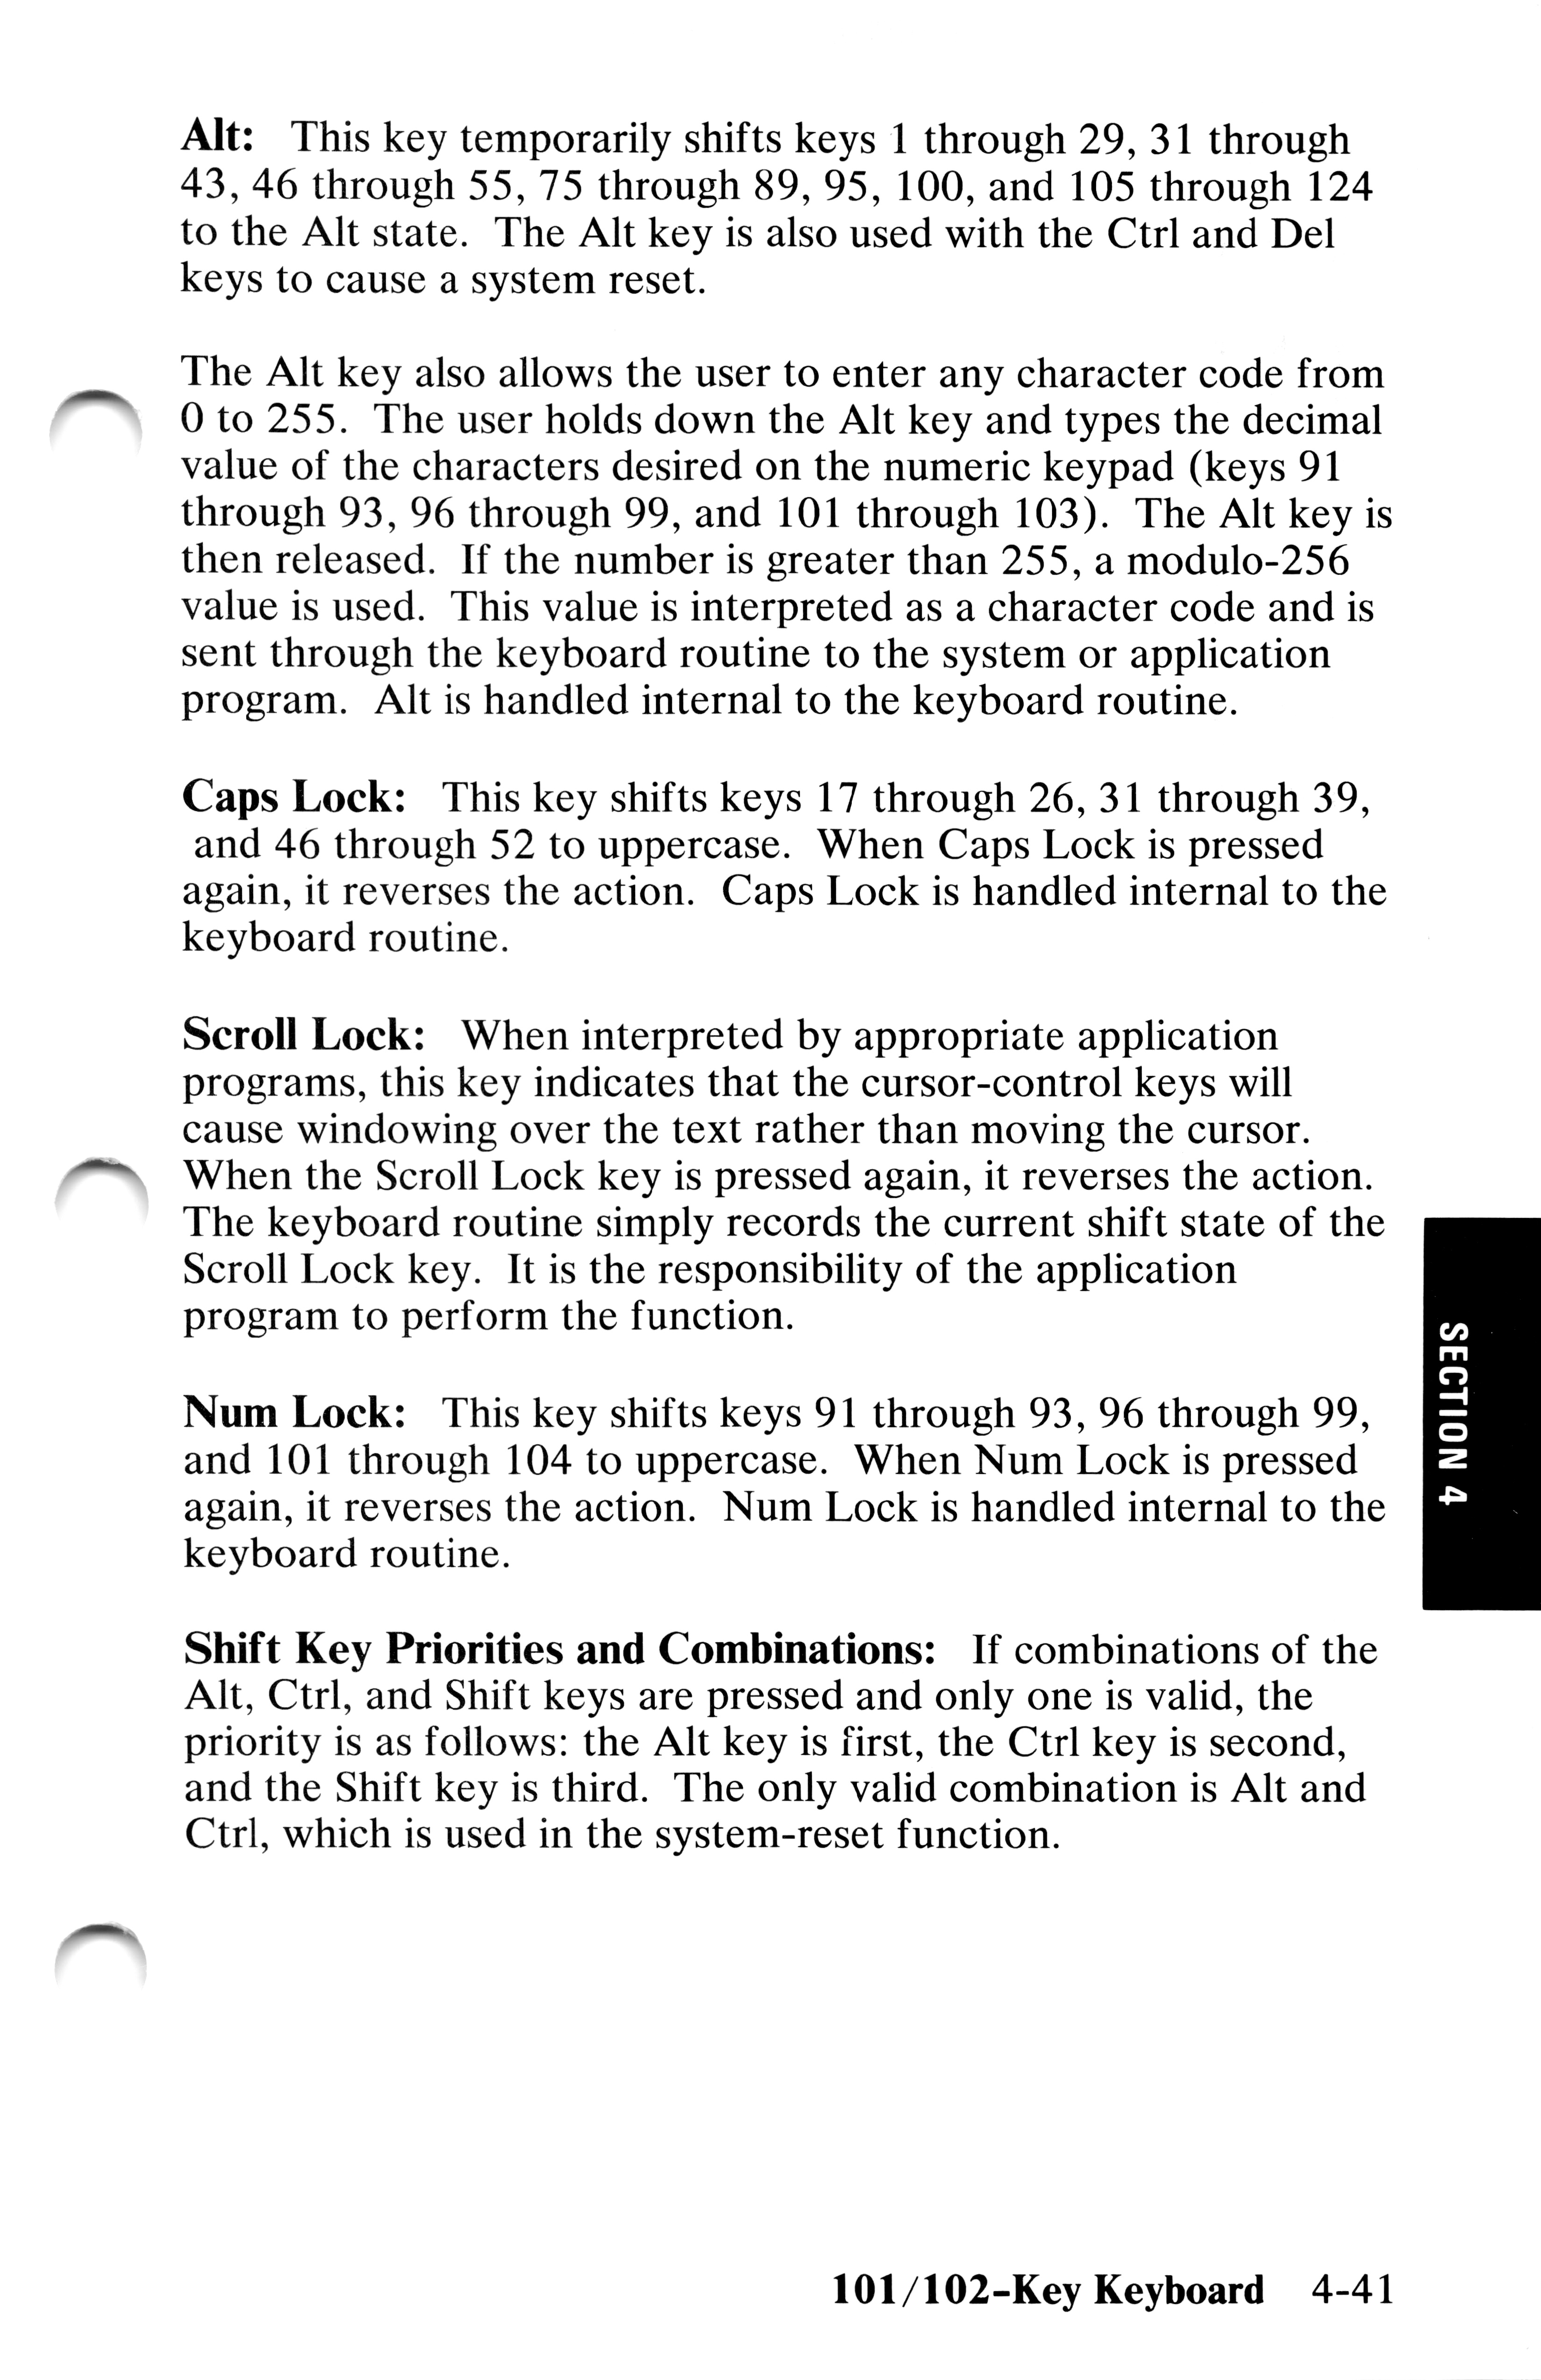 Alt: This key temporarily shifts keys 1 through 29, 31 through
43, 46 through 55, 75 through 89, 95, 100, and 105 through 124
to the Alt state. The Alt key is also used with the Ctrl and Del
keys to cause a system reset.
The Alt key also allows the user to enter any character code from
0 to 255. The user holds down the Alt key and types the decimal
value of the characters desired on the numeric keypad (keys 91
through 93, 96 through 99, and 101 through 103). The Alt key is
then released. If the number is greater than 255, a modulo-256
value is used. This value is interpreted as a character code and is
sent through the keyboard routine to the system or application
program. Alt is handled internal to the keyboard routine.
Caps Lock: This key shifts keys 17 through 26, 31 through 39,
and 46 through 52 to uppercase. When Caps Lock is pressed
again, it reverses the action. Caps Lock is handled internal to the
keyboard routine.
Scroll Lock: When interpreted by appropriate application
programs, this key indicates that the cursor-control keys will
cause windowing over the text rather than moving the cursor.
When the Scroll Lock key is pressed again, it reverses the action.
The keyboard routine simply records the current shift state of the
Scroll Lock key. It is the responsibility of the application
program to perform the function.
Num Lock: This key shifts keys 91 through 93, 96 through 99,
and 101 through 104 to uppercase. When Num Lock is pressed
again, it reverses the action. Num Lock is handled internal to the
keyboard routine.
Shift Key Priorities and Combinations: If combinations of the
Alt, Ctrl, and Shift keys are pressed and only one is valid, the
priority is as follows: the Alt key is first, the Ctrl key is second,
and the Shift key is third. The only valid combination is Alt and
Ctrl, which is used in the system-reset function.
SECTION 4
101/102-Key Keyboard 4-41